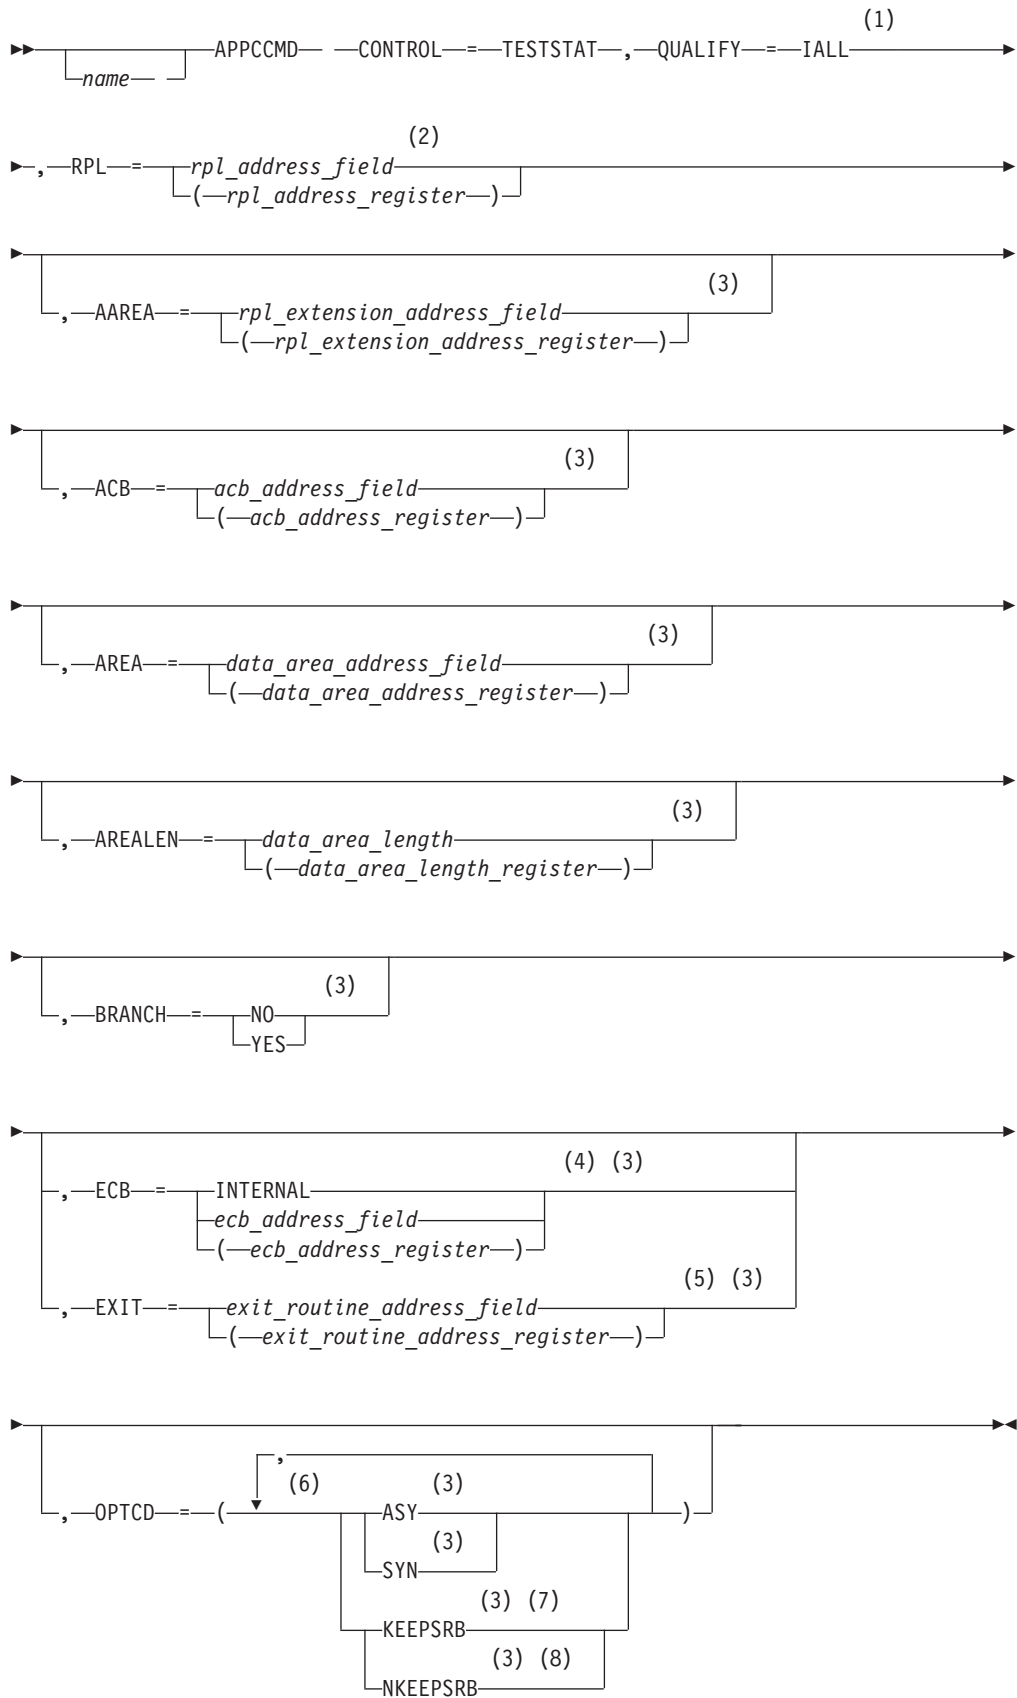 (1)
APPCCMD CONTROL = TESTSTAT , QUALIFY = IALL
name
(2)
, RPL = rpl_address_field
( rpl_address_register )
(3)
, AAREA = rpl_extension_address_field
( rpl_extension_address_register )
(3)
, ACB = acb_address_field
( acb_address_register )
(3)
, AREA = data_area_address_field
( data_area_address_register )
(3)
, AREALEN = data_area_length
( data_area_length_register )
(3)
, BRANCH = NO
YES
(4) (3)
, ECB = INTERNAL
ecb_address_field
( ecb_address_register )
(5) (3)
, EXIT = exit_routine_address_field
( exit_routine_address_register )
,
(6) (3)
, OPTCD = ( ASY )
(3)
SYN
(3) (7)
KEEPSRB
(3) (8)
NKEEPSRB